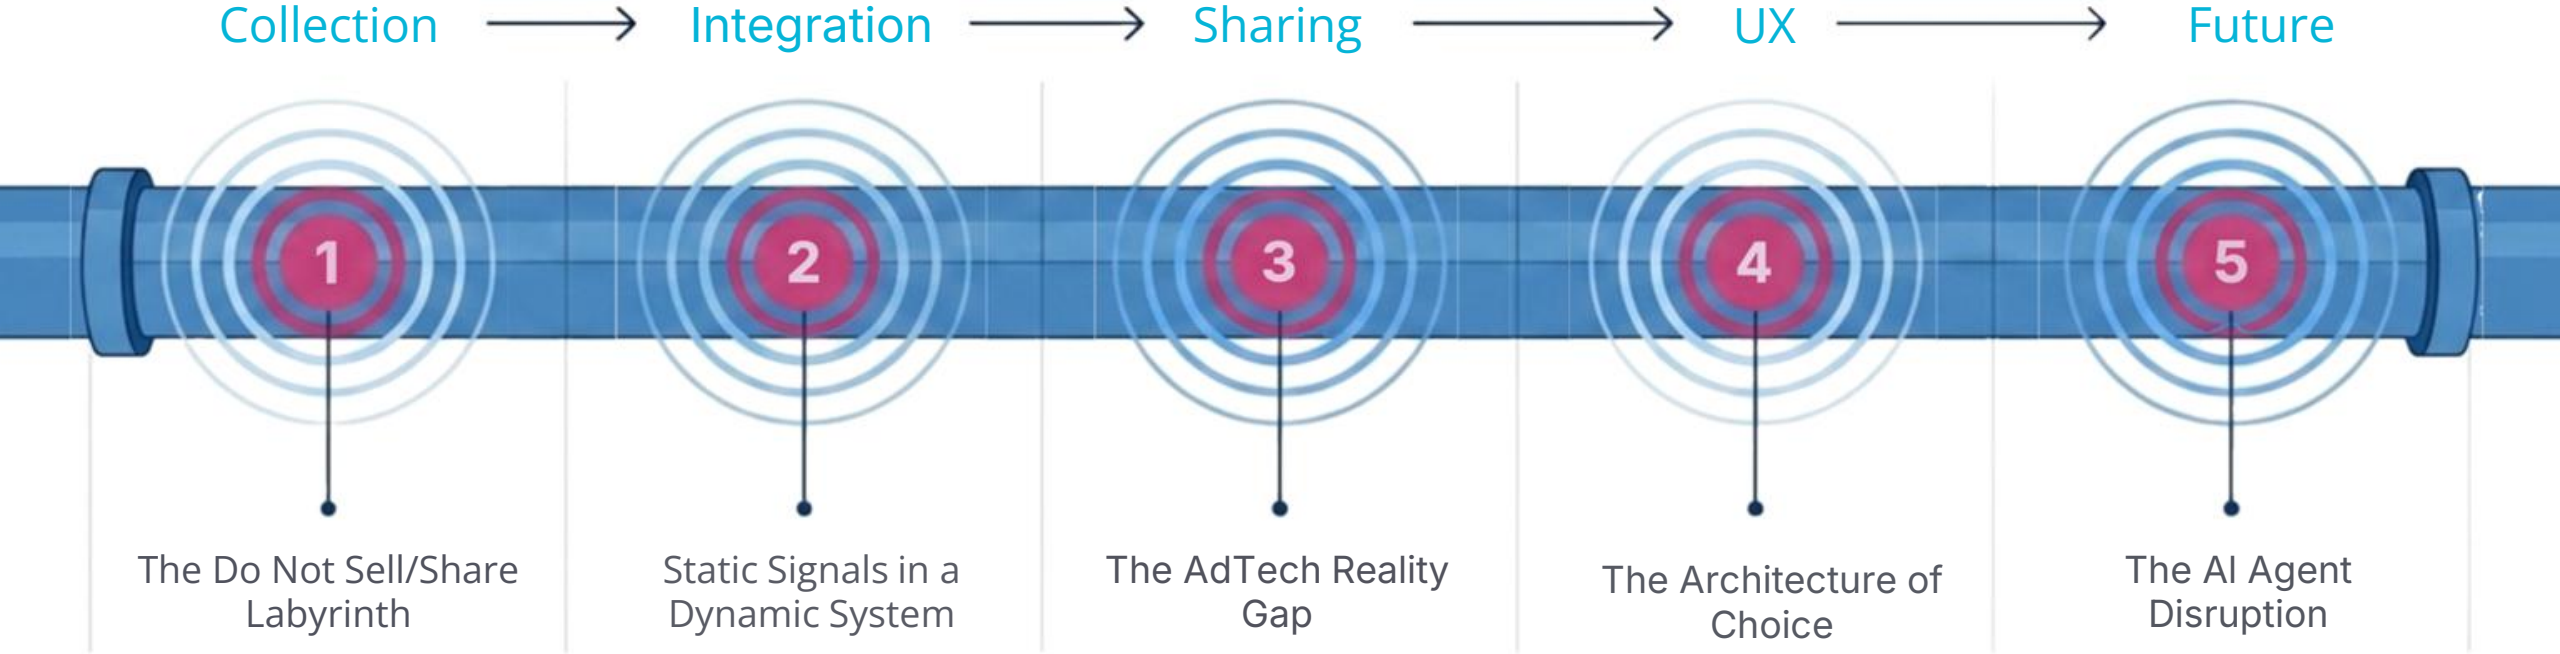 Collection
Integration
Sharing
UX
Future
1
2
3
4
5
The Do Not Sell/Share
Labyrinth
Static Signals in a
Dynamic System
The AdTech Reality
Gap
The Architecture of
Choice
The AI Agent
Disruption